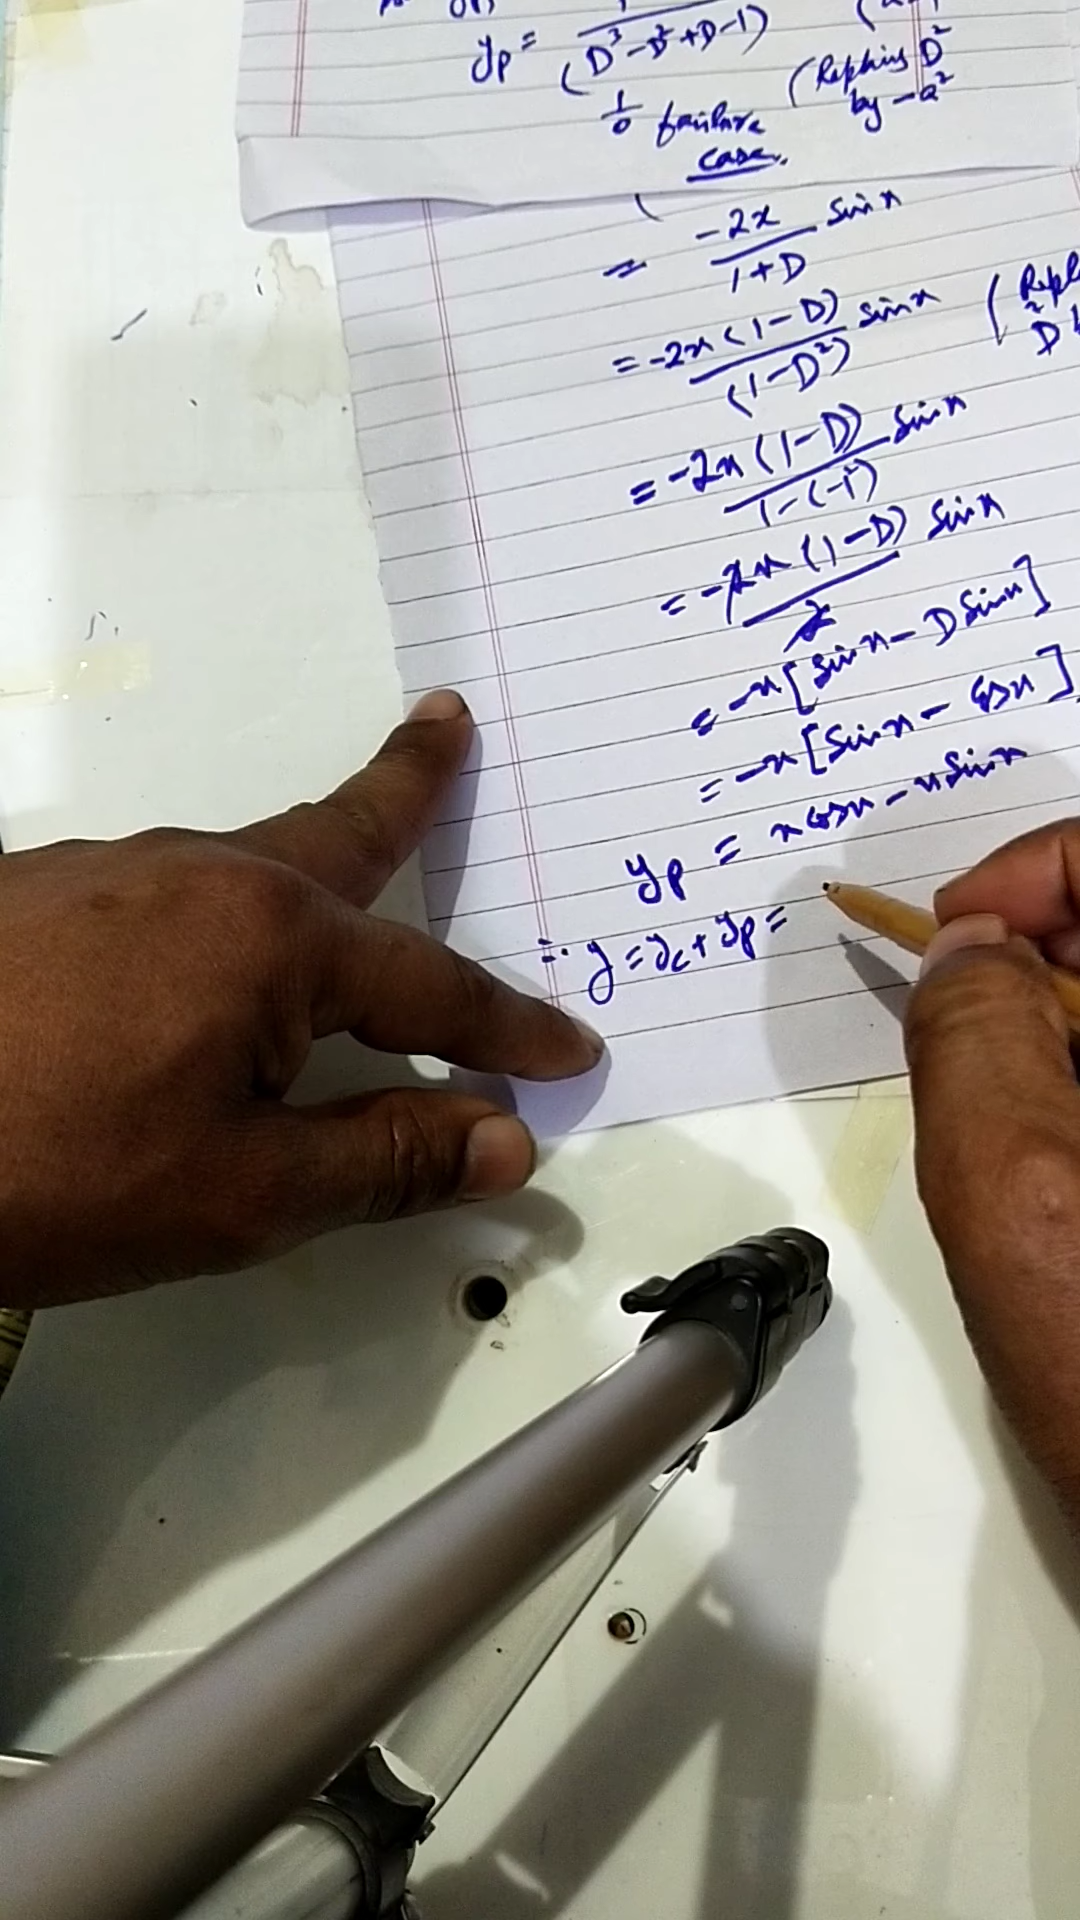 yp = 1/(D³ - D² + D - 1)
1/0 failure case.
(Replacing D² by -a²
= -2x/(1+D) sin x
= -2x(1-D)/(1-D²) sin x
= -2x(1-D)/(1-(-1²)) sin x
= -2x(1-D)/2 sin x
= -x[sin x - D sin x]
= -x[sin x - cos x]
yp = x cos x - x sin x
∴ y = yc + yp =